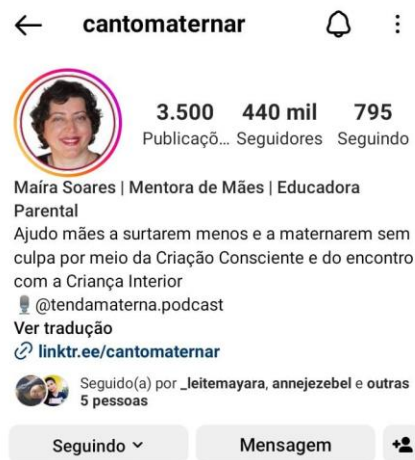 cantomaternar
3.500 440 mil 795
Publicaçõ... Seguidores Seguindo
Maíra Soares | Mentora de Mães | Educadora
Parental
Ajudo mães a surtarem menos e a maternarem sem
culpa por meio da Criação Consciente e do encontro
com a Criança Interior
@tendamaterna.podcast
Ver tradução
linktr.ee/cantomaternar
Seguido(a) por _leitemayara, annejezebel e outras
5 pessoas
Seguindo Mensagem